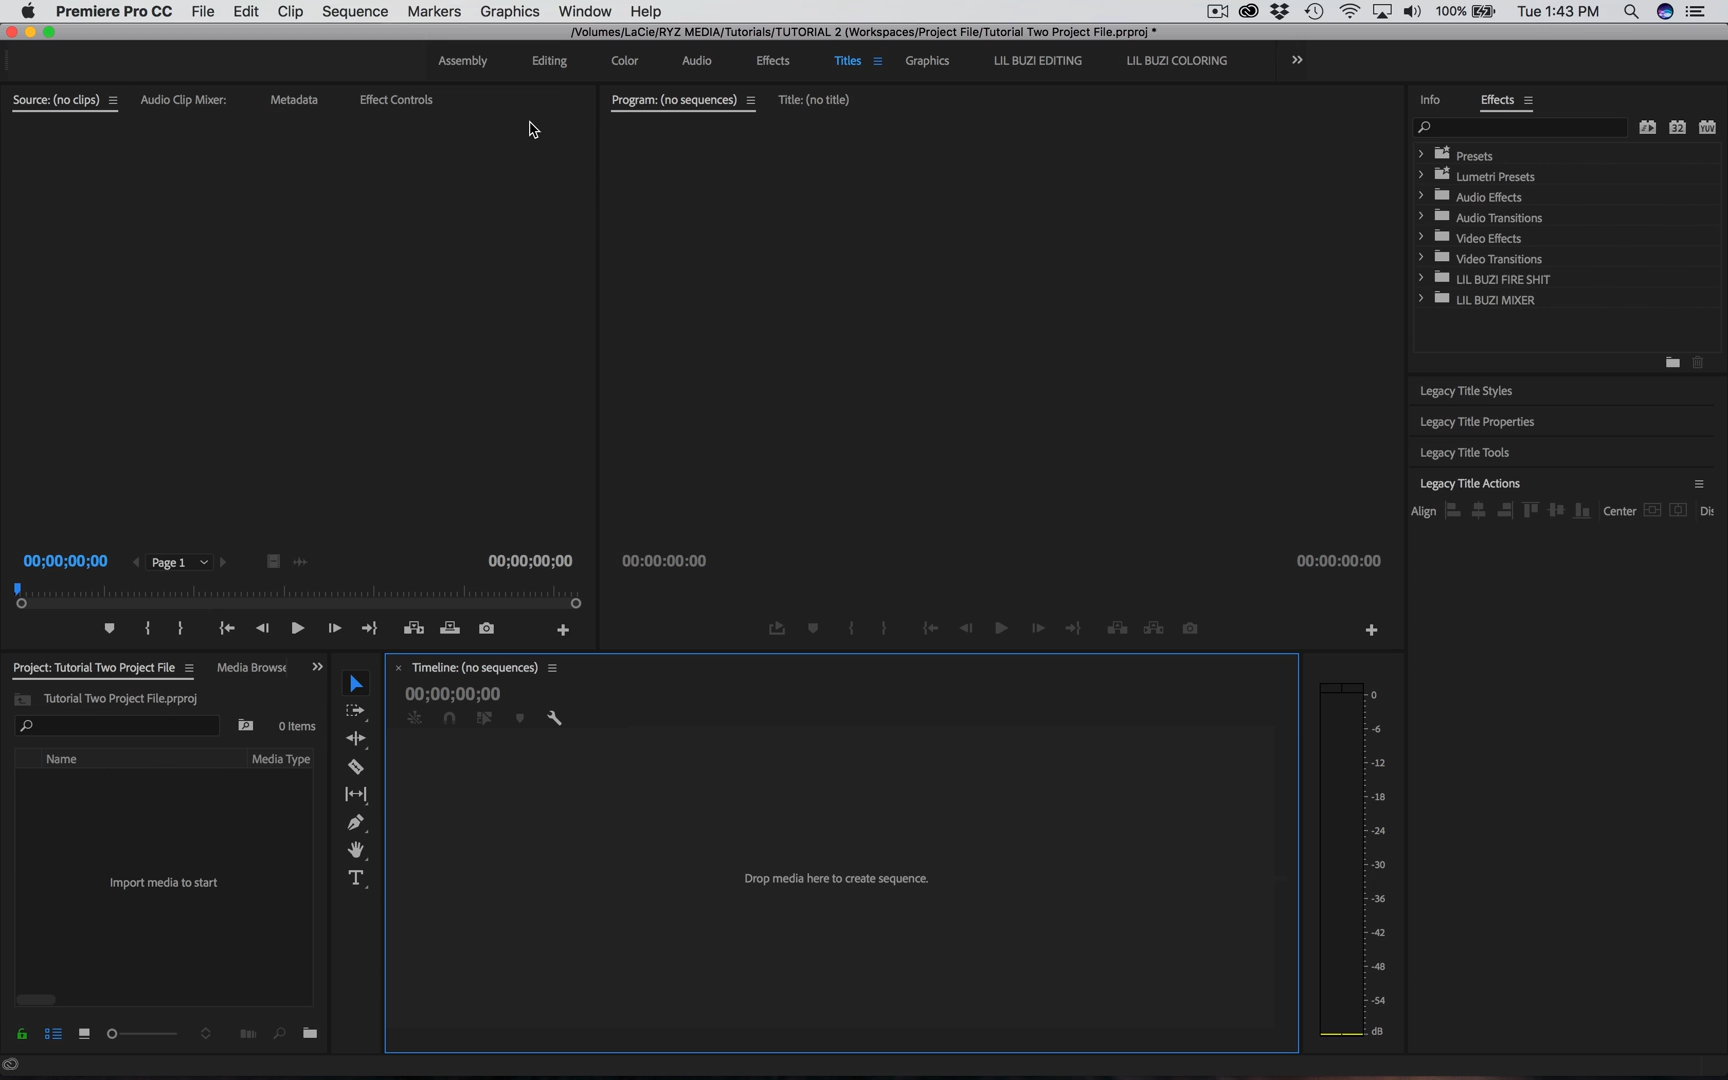 Premiere Pro CC File Edit Clip Sequence Markers Graphics Window Help 100% Tue 1:43 PM
/Volumes/LaCie/RYZ MEDIA/Tutorials/TUTORIAL 2 (Workspaces/Project File/Tutorial Two Project File.prproj *
Assembly Editing Color Audio Effects Titles Graphics LIL BUZI EDITING LIL BUZI COLORING
Source: (no clips) Audio Clip Mixer: Metadata Effect Controls
Program: (no sequences) Title: (no title)
Info Effects
32 YUV
Presets
Lumetri Presets
Audio Effects
Audio Transitions
Video Effects
Video Transitions
LIL BUZI FIRE SHIT
LIL BUZI MIXER
Legacy Title Styles
Legacy Title Properties
Legacy Title Tools
Legacy Title Actions
Align Center Dis
00;00;00;00 Page 1 00;00;00;00
00:00:00:00 00:00:00:00
Project: Tutorial Two Project File Media Browse
Tutorial Two Project File.prproj
0 Items
Name Media Type
Import media to start
T
Timeline: (no sequences)
00;00;00;00
Drop media here to create sequence.
0
-6
-12
-18
-24
-30
-36
-42
-48
-54
dB